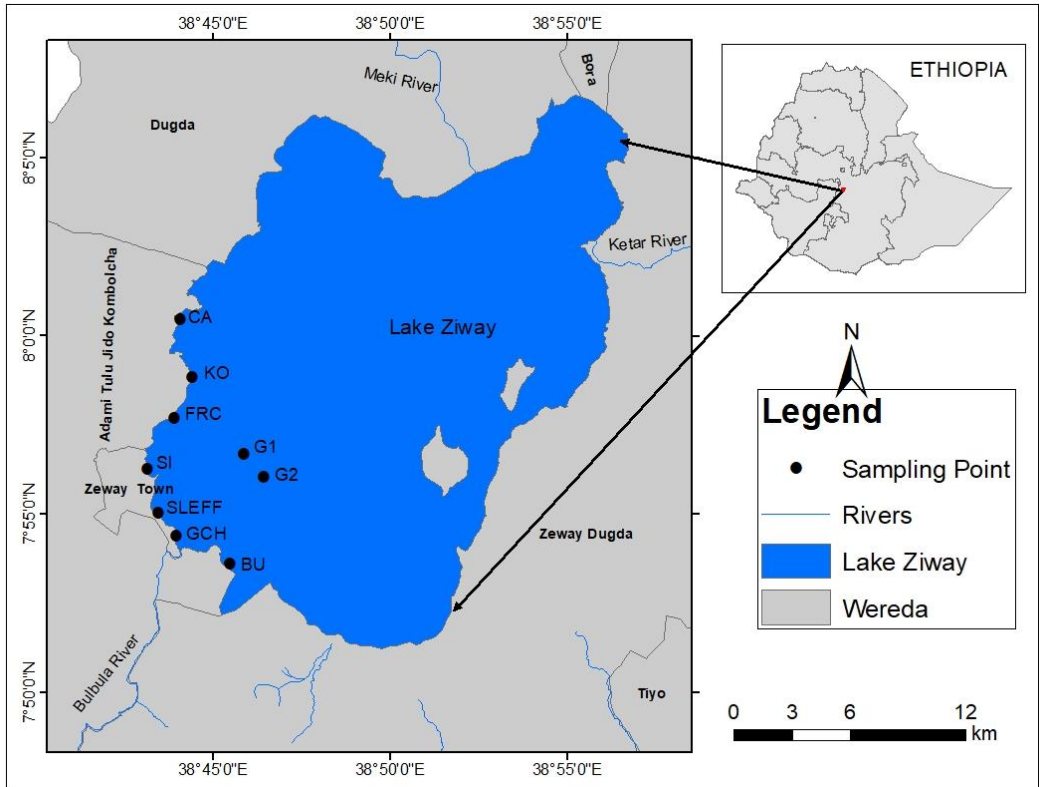 38°45'0"E
38°50'0"E
38°55'0"E
8°5'0"N
8°0'0"N
7°55'0"N
7°50'0"N
Dugda
Meki River
Bora
Ketar River
Adami Tulu Jido Kombolcha
Lake Ziway
CA
KO
FRC
G1
G2
SI
Zeway Town
SLEFF
GCH
BU
Zeway Dugda
Bulbula River
Tiyo
38°45'0"E
38°50'0"E
38°55'0"E
ETHIOPIA
N
Legend
Sampling Point
Rivers
Lake Ziway
Wereda
0 3 6 12
km